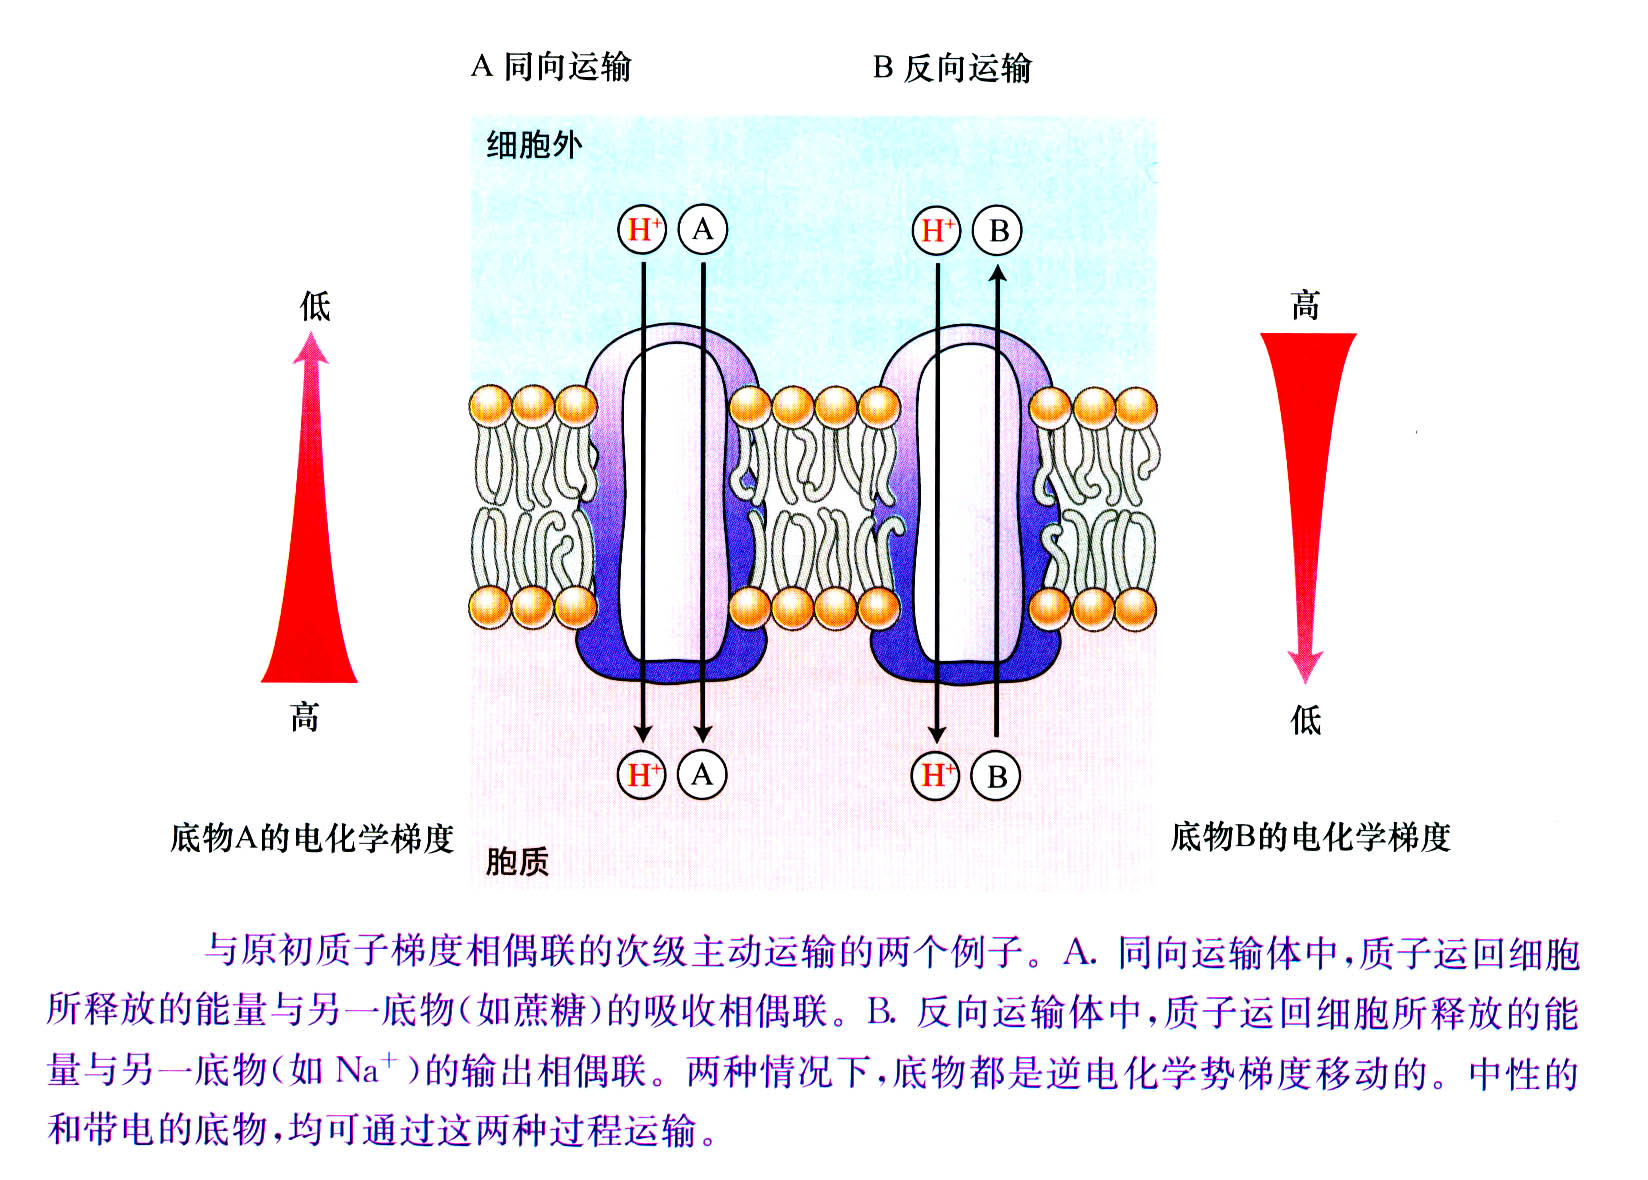 A 同向运输
B 反向运输
细胞外
H⁺ A
H⁺ B
低
高
高
低
H⁺ A
H⁺ B
底物A的电化学梯度
底物B的电化学梯度
胞质
与原初质子梯度相偶联的次级主动运输的两个例子。A. 同向运输体中,质子运回细胞
所释放的能量与另一底物(如蔗糖)的吸收相偶联。B. 反向运输体中,质子运回细胞所释放的能
量与另一底物(如 Na⁺)的输出相偶联。两种情况下,底物都是逆电化学势梯度移动的。中性的
和带电的底物,均可通过这两种过程运输。